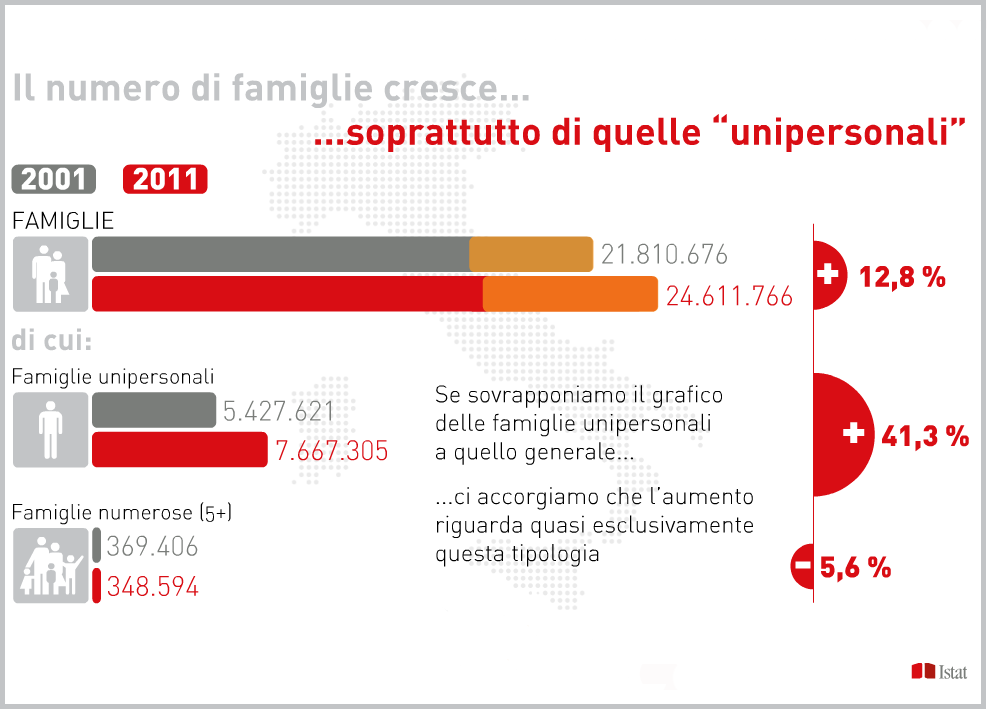 Il numero di famiglie cresce...
...soprattutto di quelle “unipersonali”
2001 2011
FAMIGLIE
21.810.676
24.611.766
+ 12,8 %
di cui:
Famiglie unipersonali
5.427.621
7.667.305
+ 41,3 %
Se sovrapponiamo il grafico
delle famiglie unipersonali
a quello generale...
...ci accorgiamo che l’aumento
riguarda quasi esclusivamente
questa tipologia
Famiglie numerose (5+)
369.406
348.594
- 5,6 %
Istat